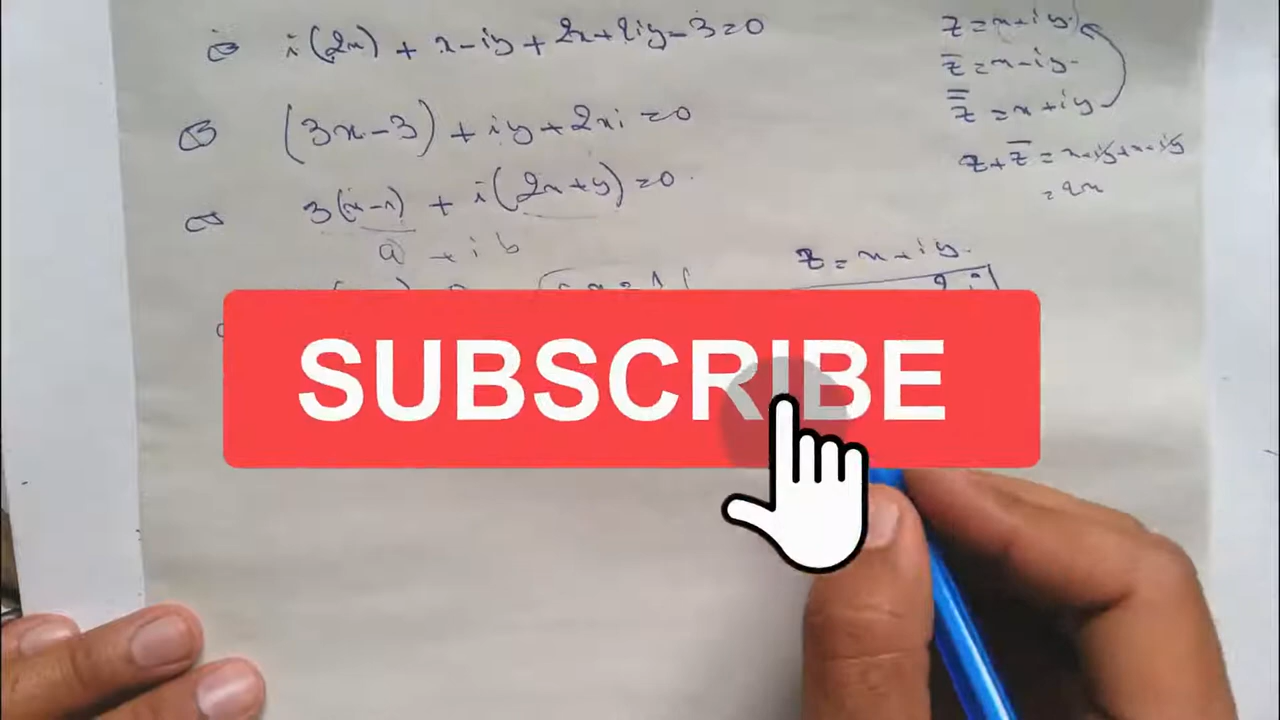 ⇔ i(2x) + x-iy + 2x+2iy-3=0
⇔ (3x-3) + iy+2xi =0
⇔ 3(x-1) + i(2x+y)=0
a + ib
z = x+iy
z̅ = x-iy
z̿ = x+iy
z+z̅ = x+iy+x-iy
= 2x
z = x+iy
SUBSCRIBE